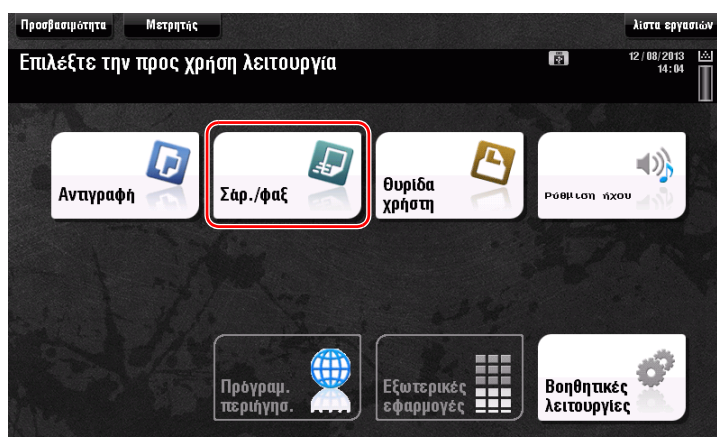 Προσβασιμότητα Μετρητής λίστα εργασιών
Επιλέξτε την προς χρήση λειτουργία
12/08/2013
14:04
Αντιγραφή
Σάρ./φαξ
Θυρίδα
χρήστη
Ρύθμιση ήχου
Πρόγραμ.
περιήγησ.
Εξωτερικές
εφαρμογές
Βοηθητικές
λειτουργίες